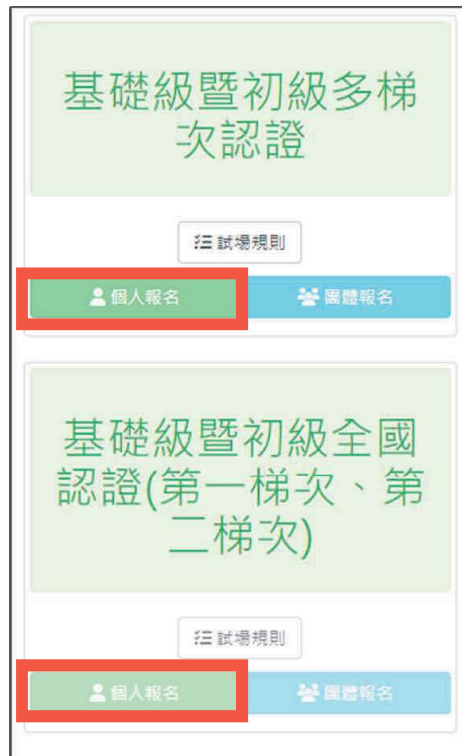 基礎級暨初級多梯
次認證
試場規則
個人報名
團體報名
基礎級暨初級全國
認證(第一梯次、第
二梯次)
試場規則
個人報名
團體報名